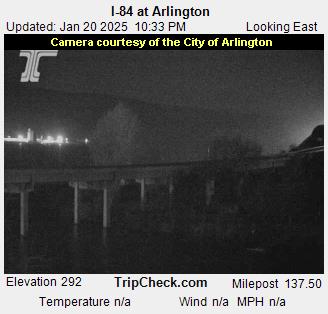 I-84 at Arlington
Updated: Jan 20 2025 10:33 PM Looking East
Camera courtesy of the City of Arlington
Elevation 292 TripCheck.com Milepost 137.50
Temperature n/a Wind n/a MPH n/a